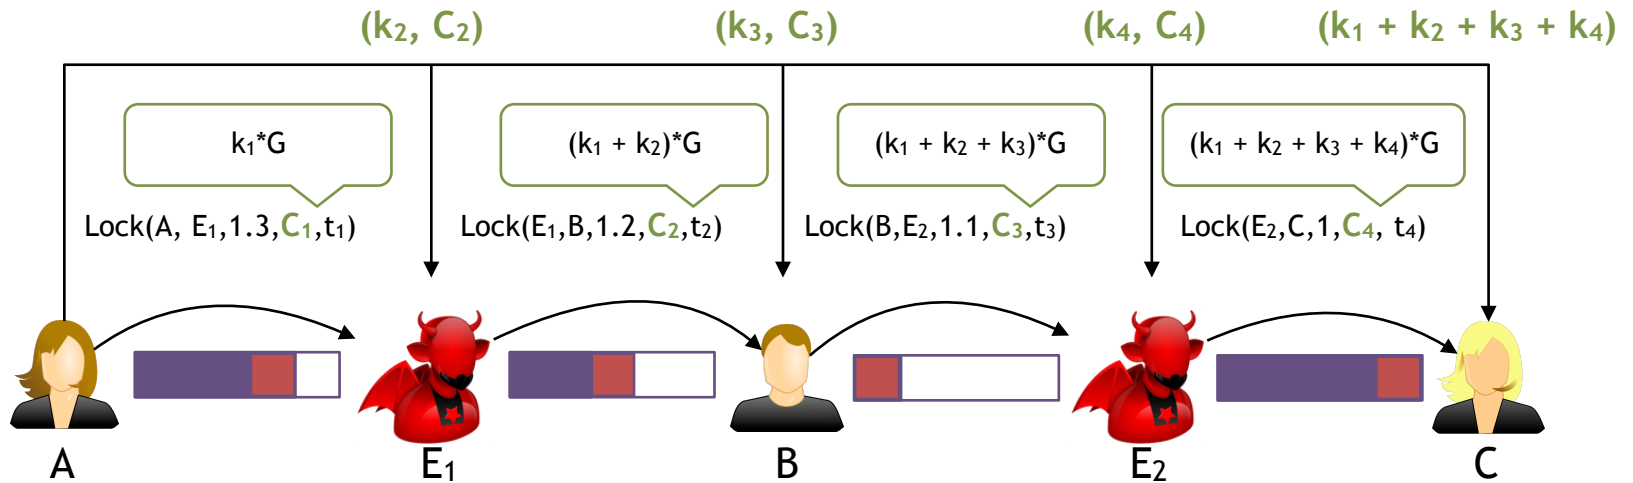 (k₂, C₂) (k₃, C₃) (k₄, C₄) (k₁ + k₂ + k₃ + k₄)
k₁*G (k₁ + k₂)*G (k₁ + k₂ + k₃)*G (k₁ + k₂ + k₃ + k₄)*G
Lock(A, E₁,1.3,C₁,t₁) Lock(E₁,B,1.2,C₂,t₂) Lock(B,E₂,1.1,C₃,t₃) Lock(E₂,C,1,C₄, t₄)
A E₁ B E₂ C